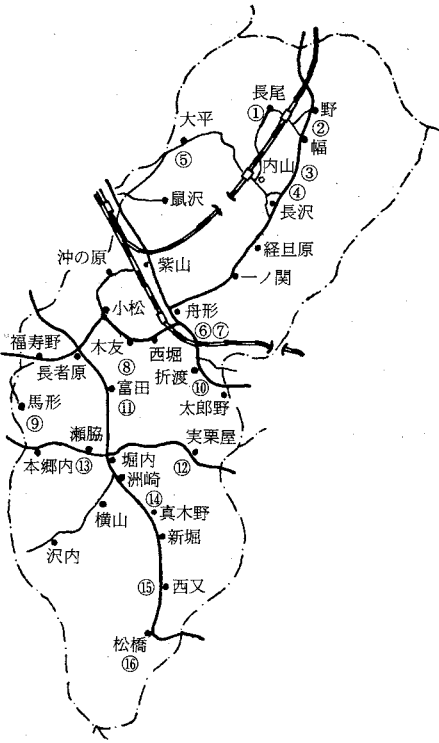 長尾
①
野
②
幅
大平
⑤
内山
③
④
鼠沢
長沢
経旦原
紫山
沖の原
一ノ関
小松
舟形
⑥⑦
福寿野
木友
西堀
長者原
⑧
折渡
⑩
富田
太郎野
馬形
⑪
⑨
瀬脇
実栗屋
本郷内
⑬
堀内
⑫
洲崎
⑭
横山
真木野
新堀
沢内
⑮
西又
松橋
⑯